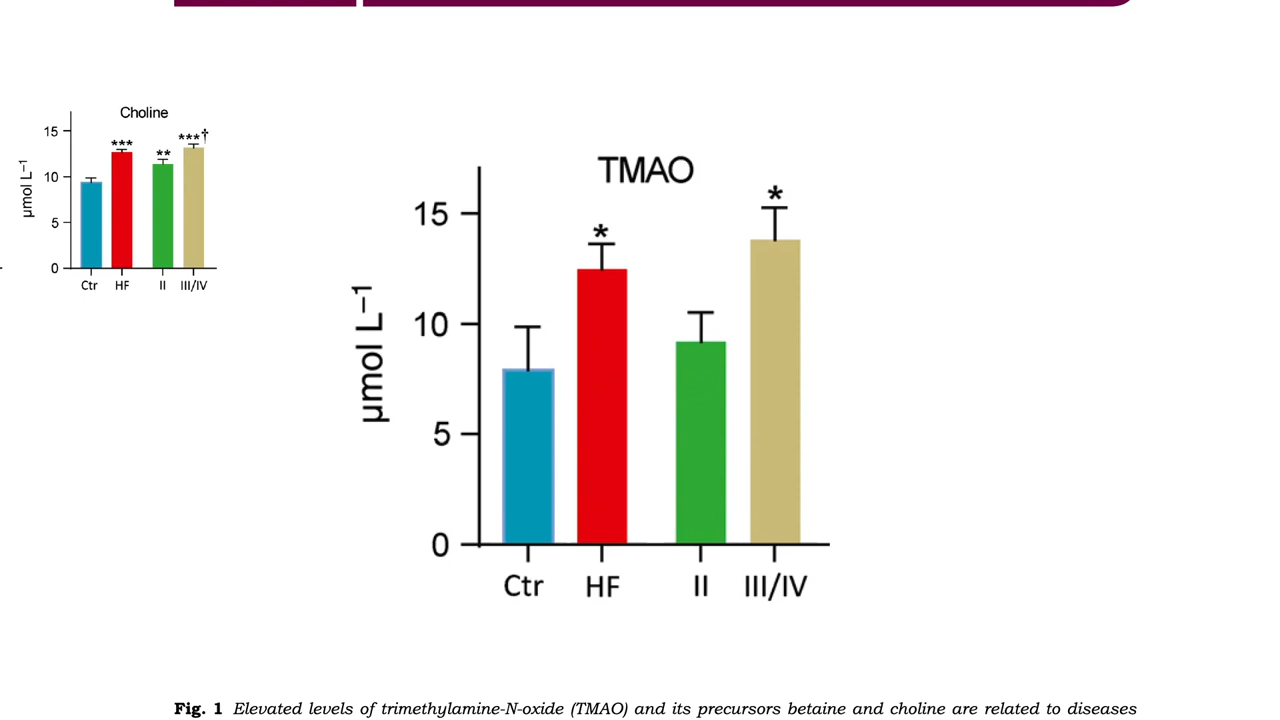 Choline
15
10
5
0
µmol L⁻¹
***
**
***†
Ctr HF II III/IV
TMAO
15
10
5
0
µmol L⁻¹
*
*
Ctr HF II III/IV
Fig. 1 Elevated levels of trimethylamine-N-oxide (TMAO) and its precursors betaine and choline are related to diseases